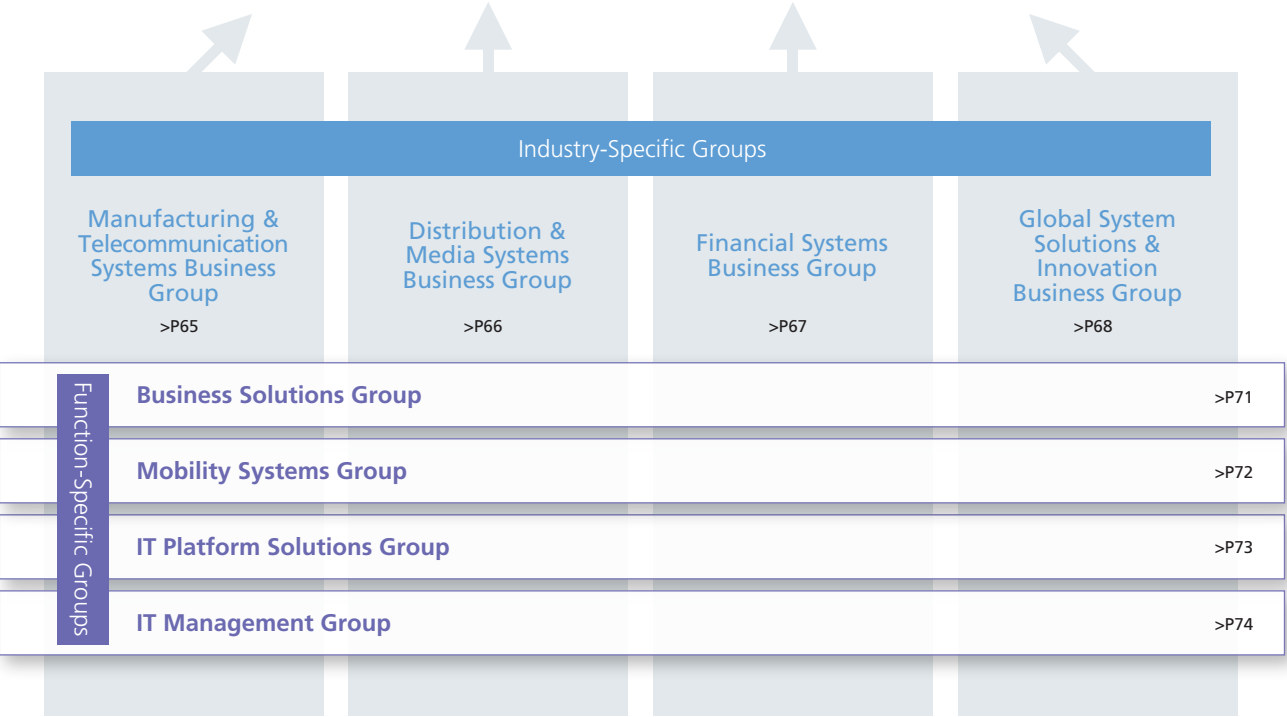 Industry-Specific Groups
Manufacturing &
Telecommunication
Systems Business
Group
>P65
Distribution &
Media Systems
Business Group
>P66
Financial Systems
Business Group
>P67
Global System
Solutions &
Innovation
Business Group
>P68
Function-Specific Groups
Business Solutions Group
>P71
Mobility Systems Group
>P72
IT Platform Solutions Group
>P73
IT Management Group
>P74